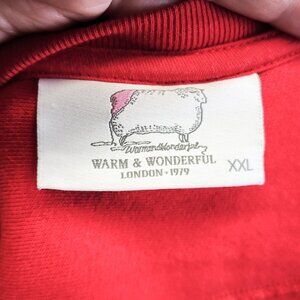 Warmandwonderful
WARM & WONDERFUL
LONDON • 1979
XXL